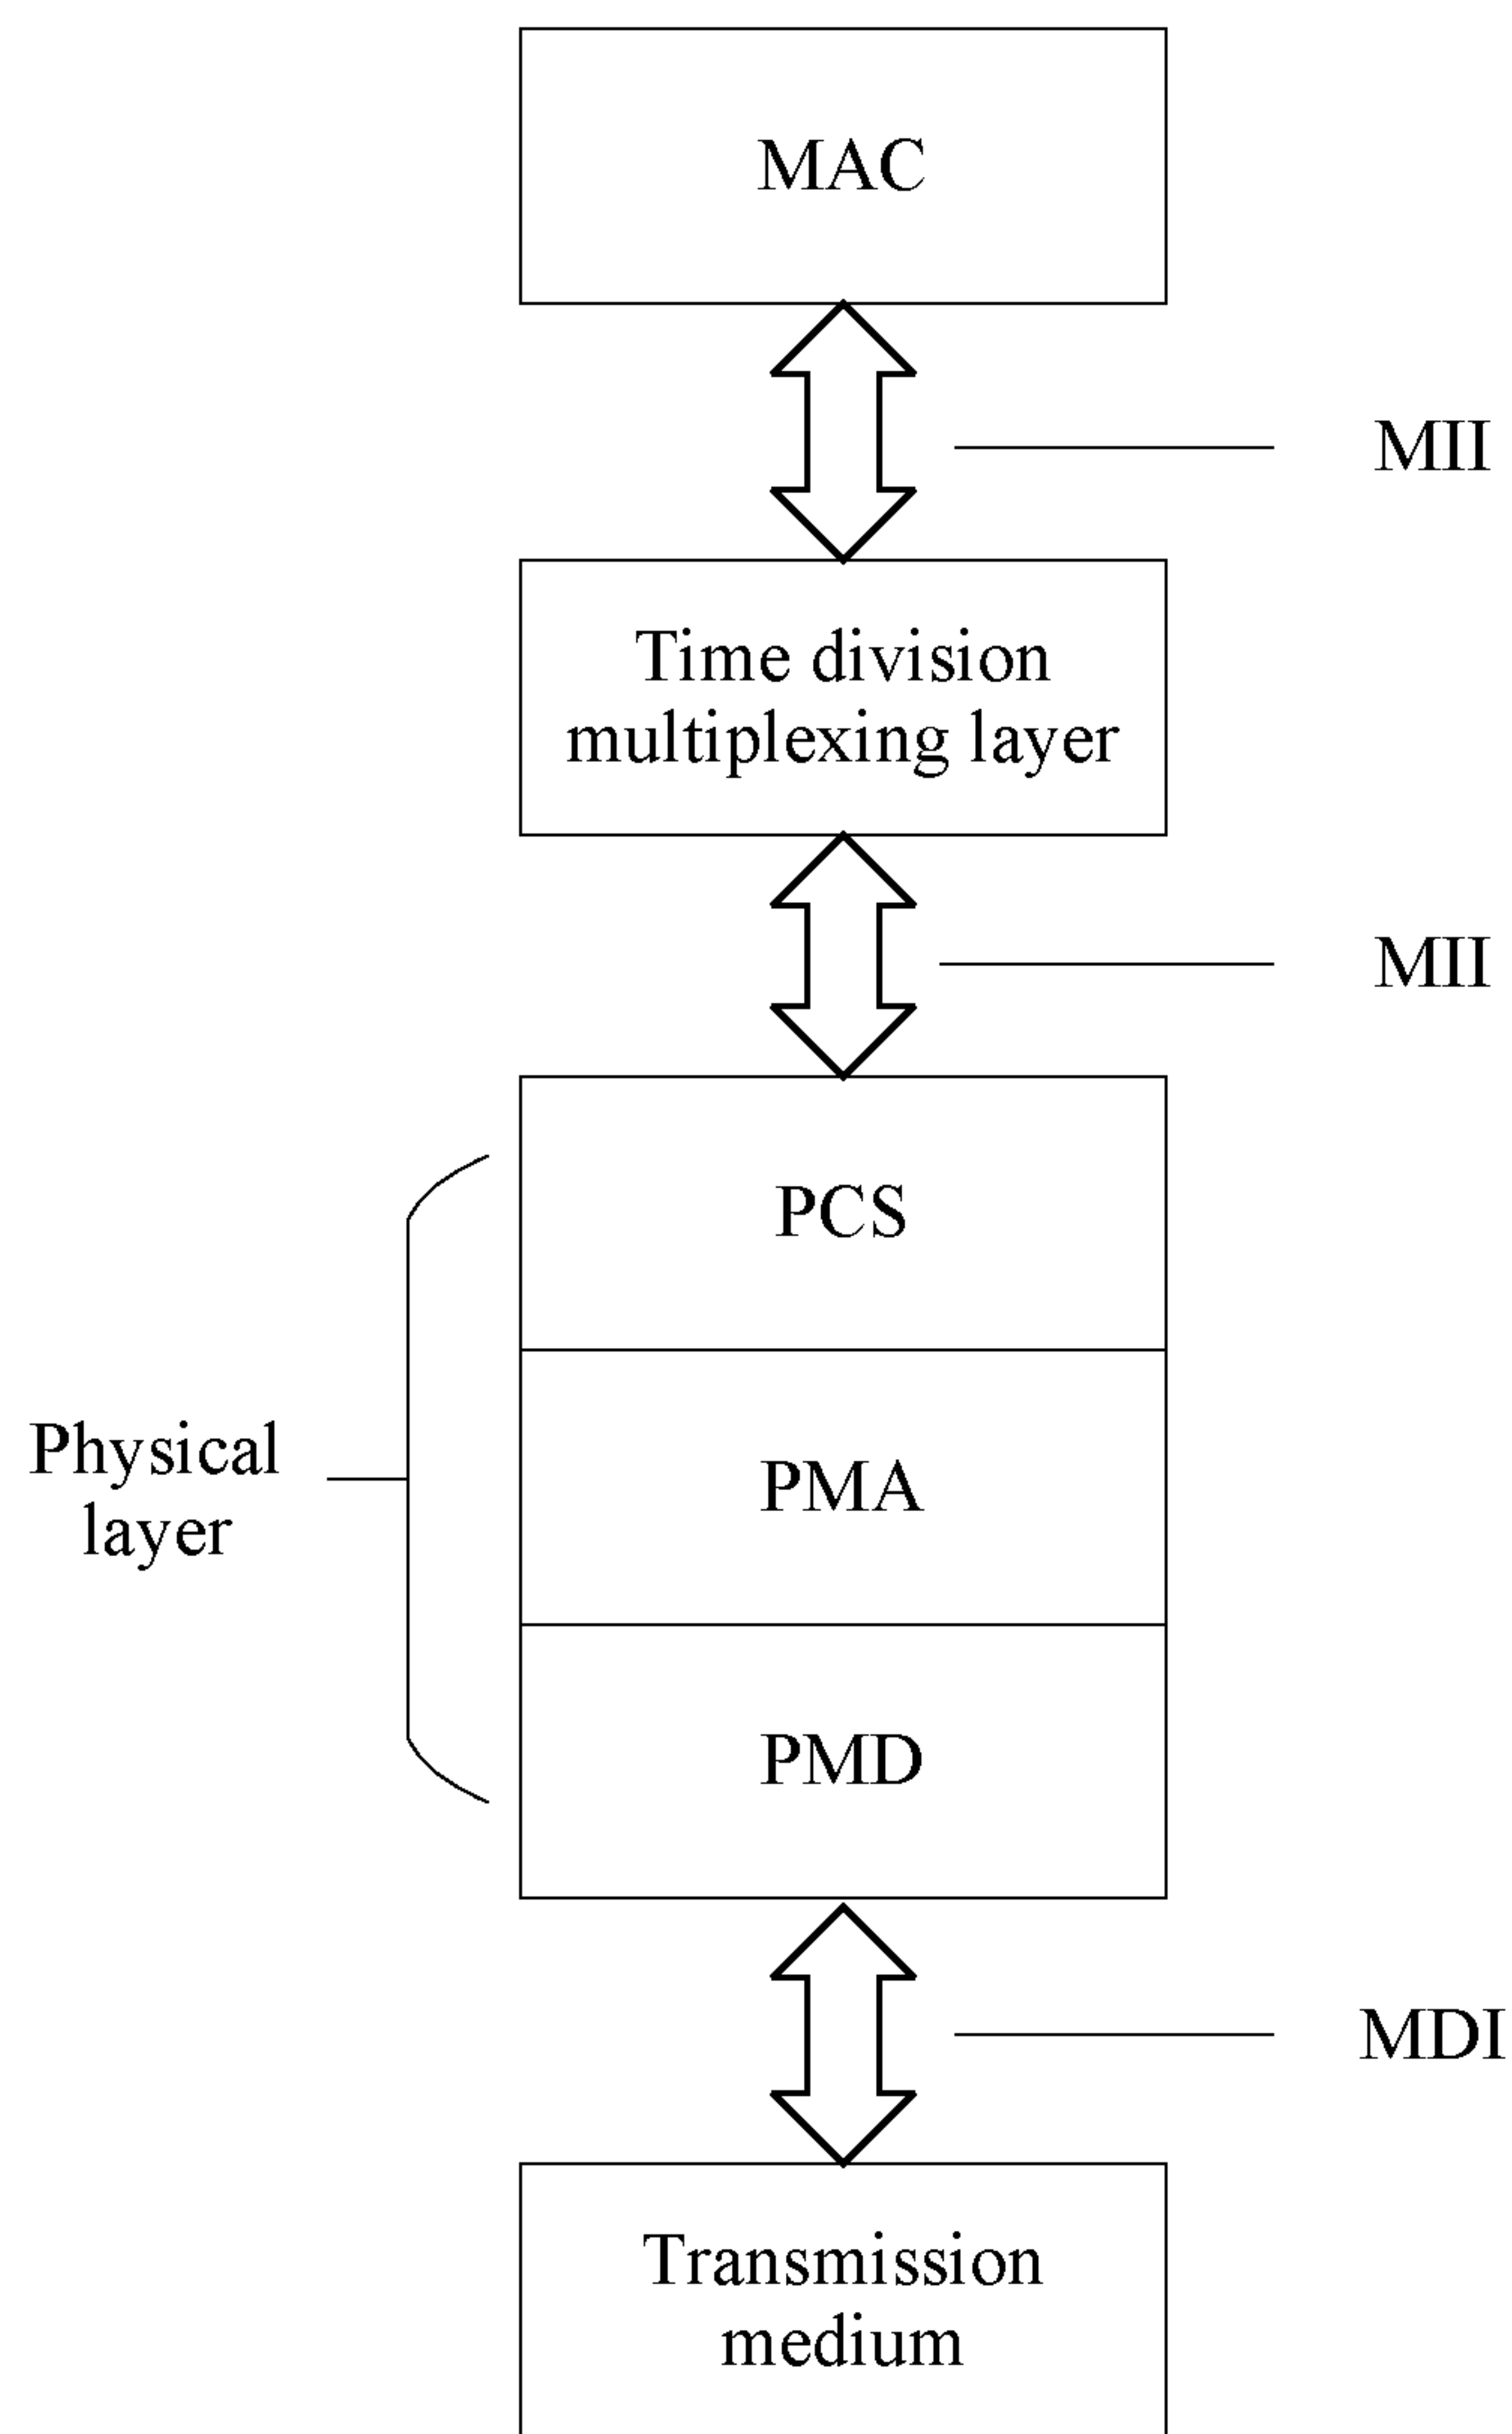 MAC
MII
Time division
multiplexing layer
MII
PCS
Physical
layer
PMA
PMD
MDI
Transmission
medium